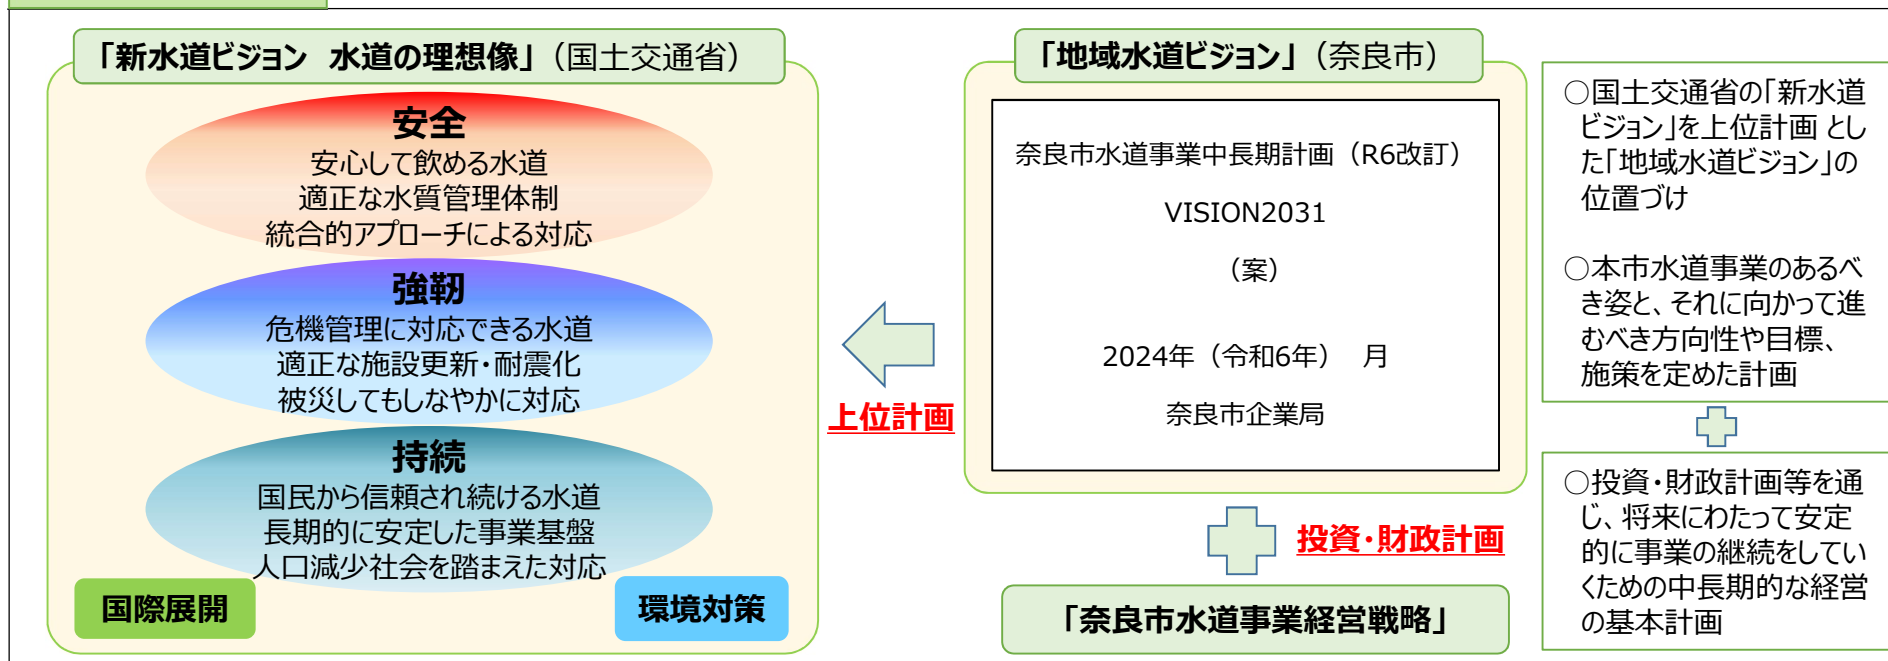 「新水道ビジョン 水道の理想像」（国土交通省）
安全
安心して飲める水道
適正な水質管理体制
統合的アプローチによる対応
強靭
危機管理に対応できる水道
適正な施設更新・耐震化
被災してもしなやかに対応
持続
国民から信頼され続ける水道
長期的に安定した事業基盤
人口減少社会を踏まえた対応
国際展開
環境対策
上位計画
「地域水道ビジョン」（奈良市）
奈良市水道事業中長期計画（R6改訂）
VISION2031
（案）
2024年（令和6年） 月
奈良市企業局
投資・財政計画
「奈良市水道事業経営戦略」
○国土交通省の「新水道
ビジョン」を上位計画 とし
た「地域水道ビジョン」の
位置づけ
○本市水道事業のあるべ
き姿と、それに向かって進
むべき方向性や目標、
施策を定めた計画
○投資・財政計画等を通
じ、将来にわたって安定
的に事業の継続をしてい
くための中長期的な経営
の基本計画